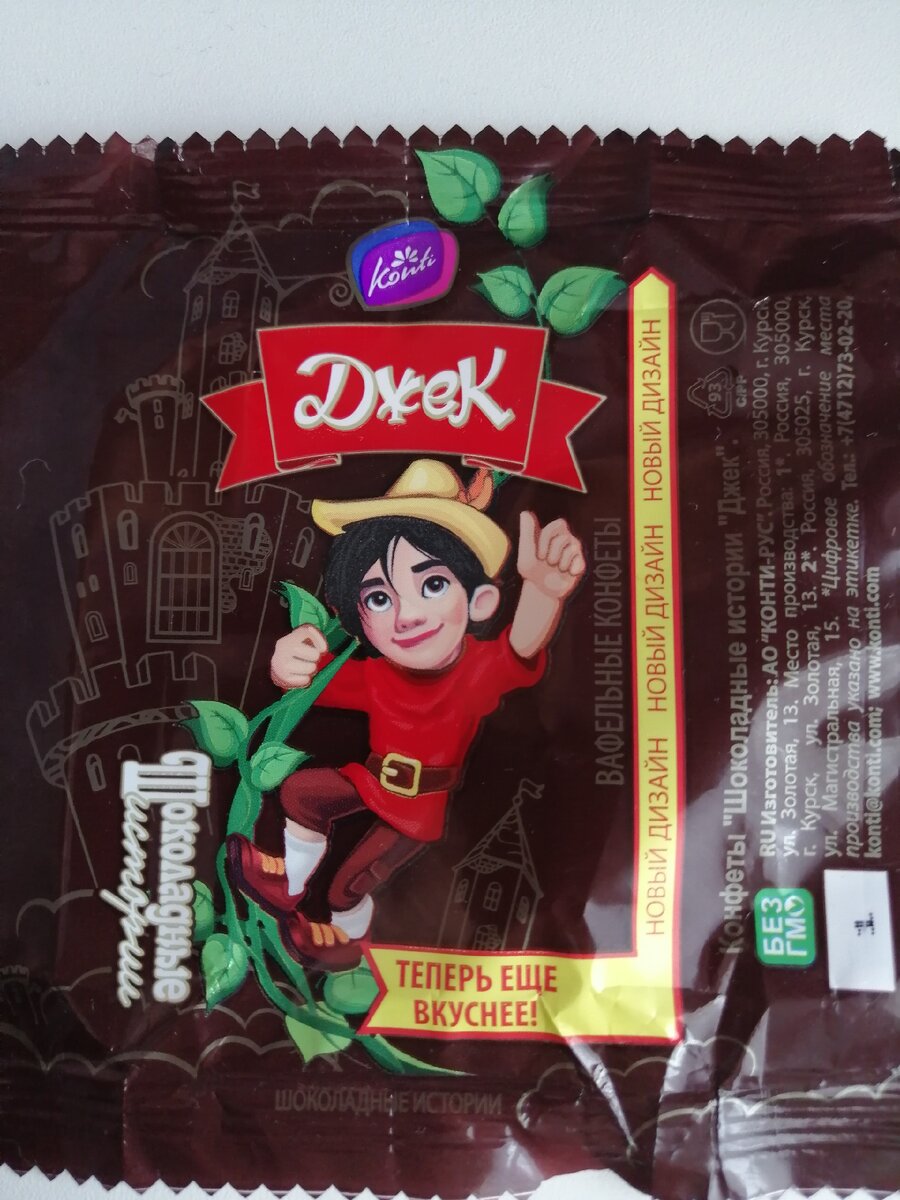 Konti
Джек
ВАФЕЛЬНЫЕ КОНФЕТЫ
НОВЫЙ ДИЗАЙН НОВЫЙ ДИЗАЙН НОВЫЙ ДИЗАЙН
ТЕПЕРЬ ЕЩЕ
ВКУСНЕЕ!
Шоколадные
истории
ШОКОЛАДНЫЕ ИСТОРИИ
93
C/PP
Конфеты "Шоколадные истории "Джек".
RU Изготовитель: АО "КОНТИ-РУС". Россия, 305000, г. Курск,
ул. Золотая, 13. Место производства: 1* Россия, 305000,
г. Курск, ул. Золотая, 13. 2*. Россия, 305025, г. Курск,
ул. Магистральная, 15. *Цифровое обозначение места
производства указано на этикетке. Тел.: +7(4712)73-02-20,
konti@konti.com; www.konti.com
БЕЗ
ГМО